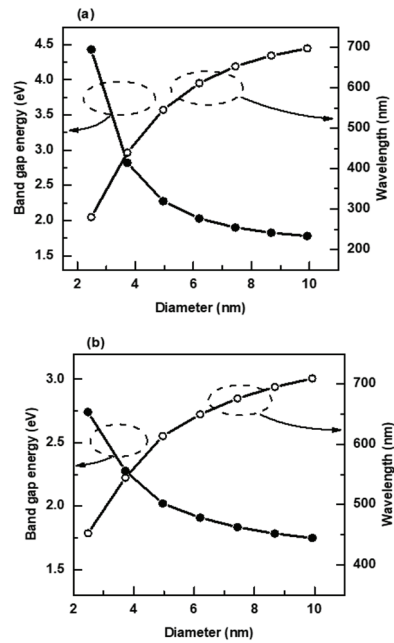 (a)
4.5
4.0
3.5
3.0
2.5
2.0
1.5
Band gap energy (eV)
700
600
500
400
300
200
Wavelength (nm)
2 4 6 8 10
Diameter (nm)
(b)
3.0
2.5
2.0
1.5
Band gap energy (eV)
700
600
500
400
Wavelength (nm)
2 4 6 8 10
Diameter (nm)